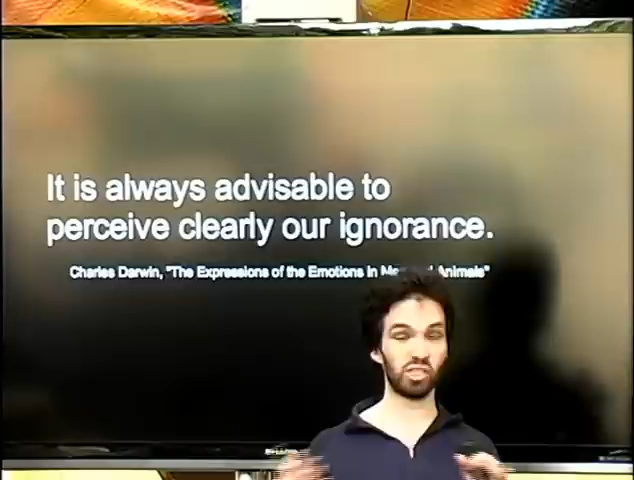 It is always advisable to
perceive clearly our ignorance.
Charles Darwin, "The Expressions of the Emotions in Animals"